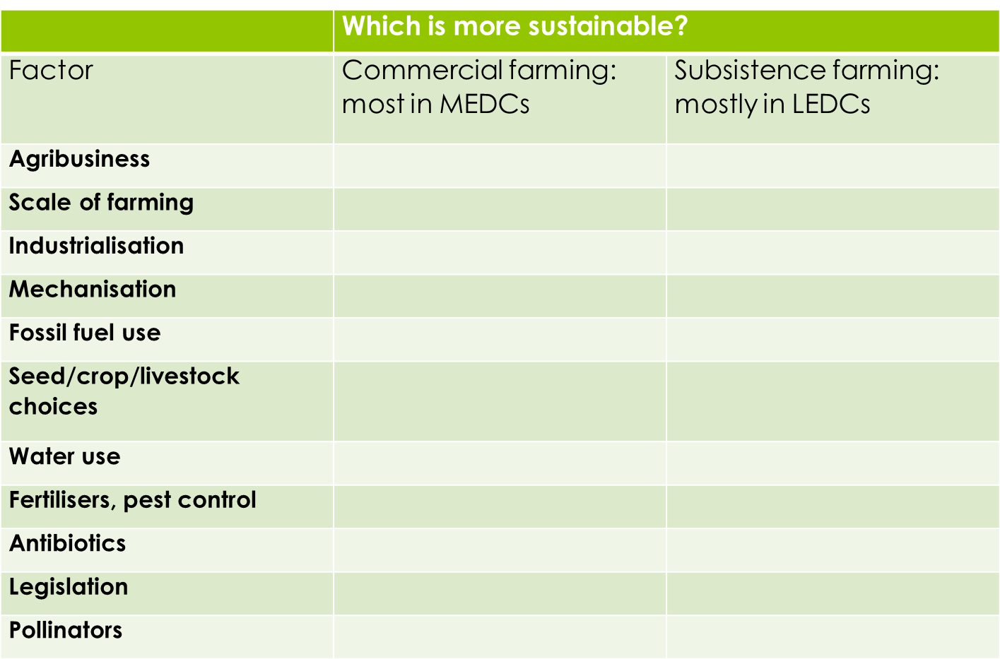 Which is more sustainable?
Factor
Commercial farming:
most in MEDCs
Subsistence farming:
mostly in LEDCs
Agribusiness
Scale of farming
Industrialisation
Mechanisation
Fossil fuel use
Seed/crop/livestock
choices
Water use
Fertilisers, pest control
Antibiotics
Legislation
Pollinators